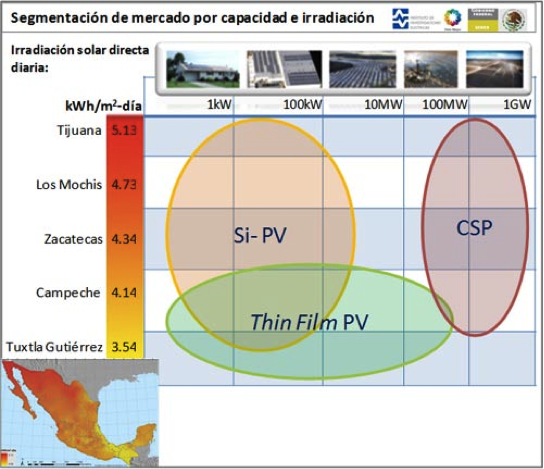 Segmentación de mercado por capacidad e irradiación
Irradiación solar directa
diaria:
kWh/m²-día
1kW 100kW 10MW 100MW 1GW
Tijuana 5.13
Los Mochis 4.73
Zacatecas 4.34
Campeche 4.14
Tuxtla Gutiérrez 3.54
Si- PV
CSP
Thin Film PV